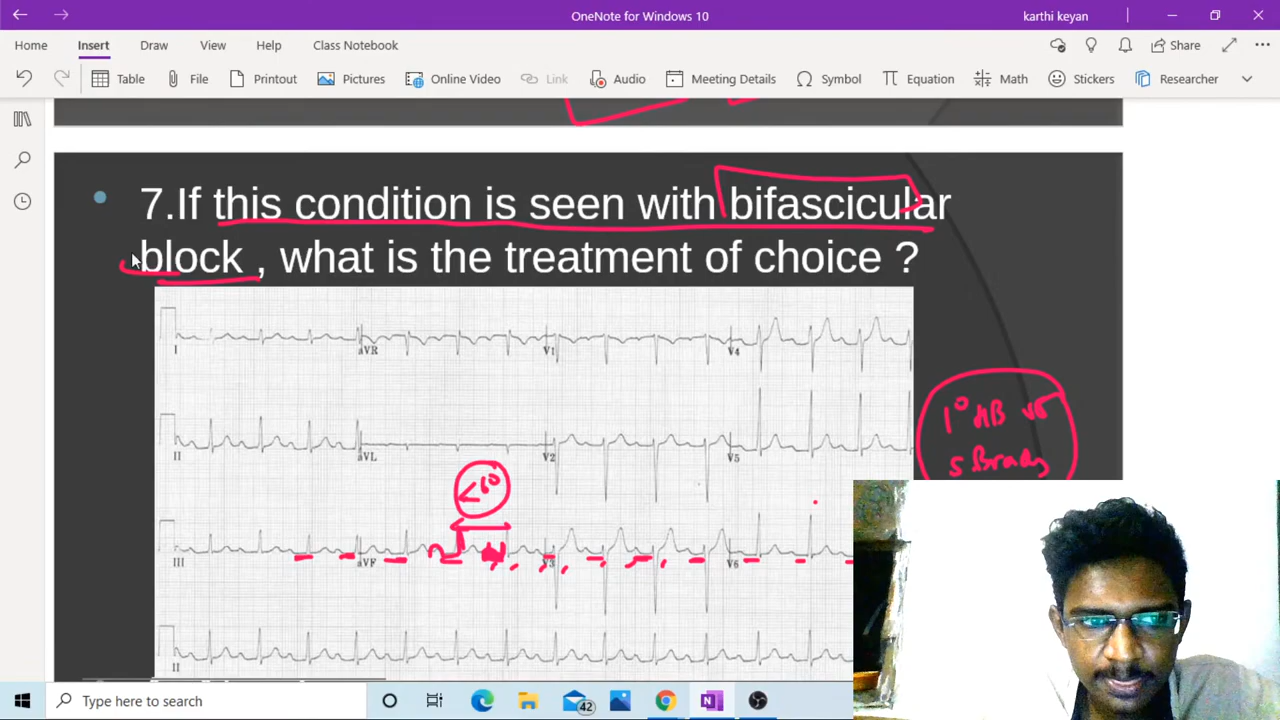 OneNote for Windows 10
karthi keyan
Home Insert Draw View Help Class Notebook
Share
Table File Printout Pictures Online Video Link Audio Meeting Details Symbol Equation Math Stickers Researcher
7.If this condition is seen with bifascicular
block , what is the treatment of choice ?
I aVR V1 V4
II aVL V2 V5
III aVF V3 V6
II
1° AB
s Brady
Type here to search
42